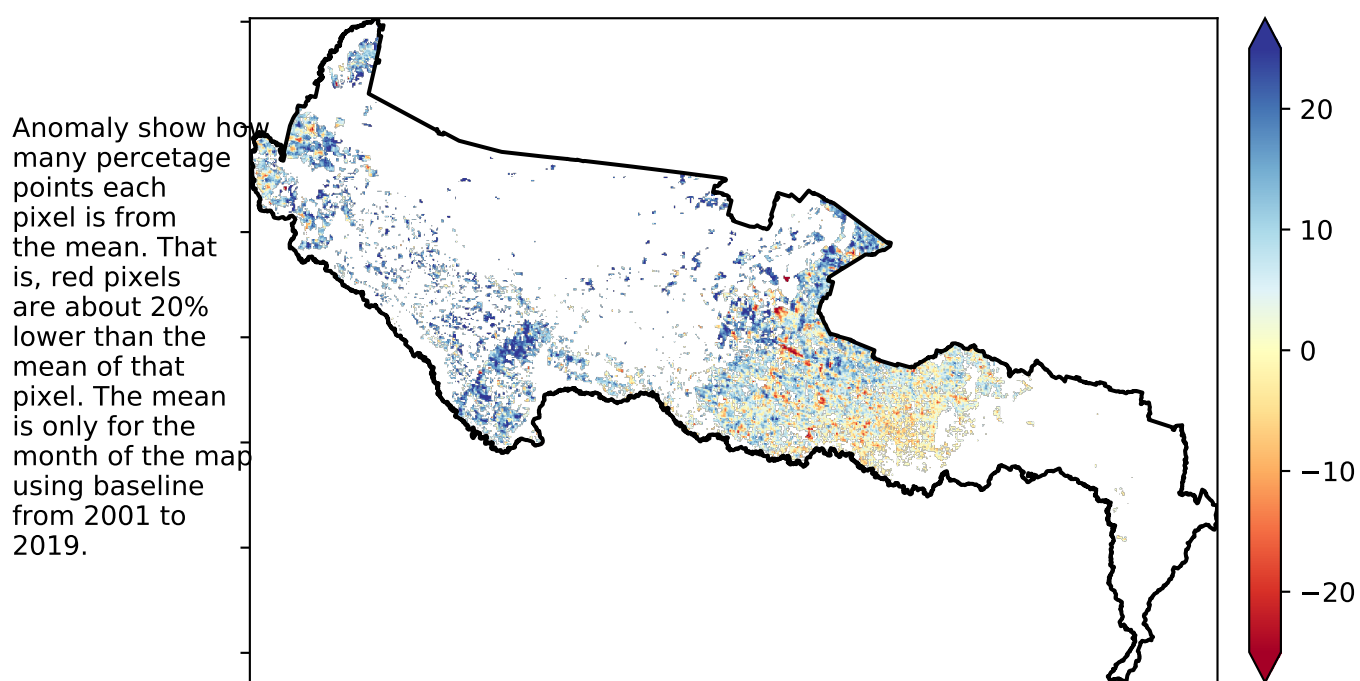 Anomaly show how
many percetage
points each
pixel is from
the mean. That
is, red pixels
are about 20%
lower than the
mean of that
pixel. The mean
is only for the
month of the map
using baseline
from 2001 to
2019.
20
10
0
−10
−20